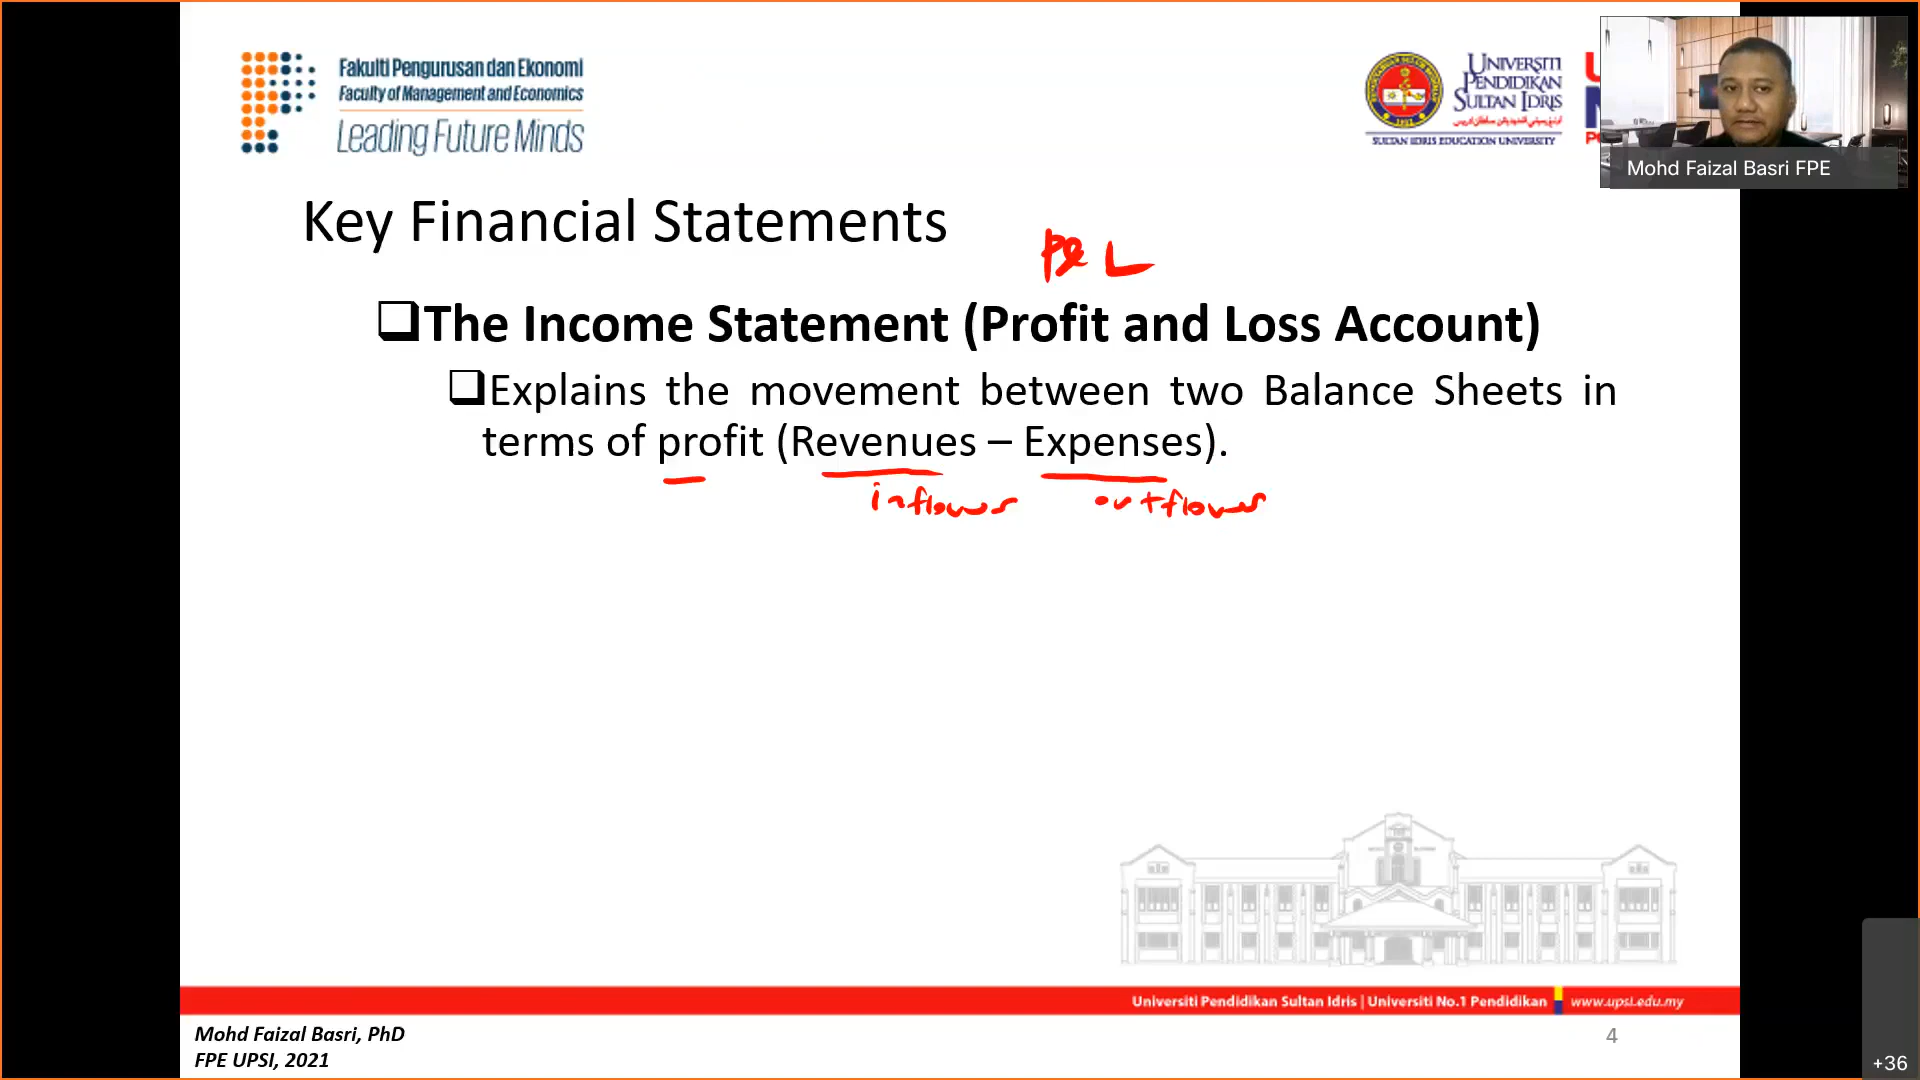 Fakulti Pengurusan dan Ekonomi
Faculty of Management and Economics
Leading Future Minds
UNIVERSITI
PENDIDIKAN
SULTAN IDRIS
SULTAN IDRIS EDUCATION UNIVERSITY
Mohd Faizal Basri FPE
Key Financial Statements
P& L
The Income Statement (Profit and Loss Account)
Explains the movement between two Balance Sheets in
terms of profit (Revenues – Expenses).
inflows outflows
Universiti Pendidikan Sultan Idris | Universiti No.1 Pendidikan www.upsi.edu.my
Mohd Faizal Basri, PhD
FPE UPSI, 2021
4
+36